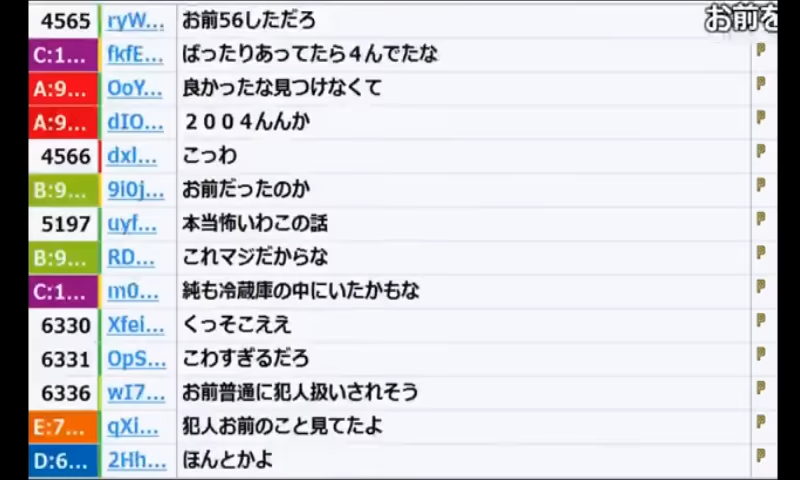 4565 ryW... お前56しただろ お前を
C:1... fkfE... ばったりあってたら４んでたな
A:9... OoY... 良かったな見つけなくて
A:9... dIO... ２００４んんか
4566 dxl... こっわ
B:9... 9i0j... お前だったのか
5197 uyf... 本当怖いわこの話
B:9... RD... これマジだからな
C:1... m0... 純も冷蔵庫の中にいたかもな
6330 Xfei... くっそこええ
6331 OpS... こわすぎるだろ
6336 wI7... お前普通に犯人扱いされそう
E:7... qXi... 犯人お前のこと見てたよ
D:6... 2Hh... ほんとかよ